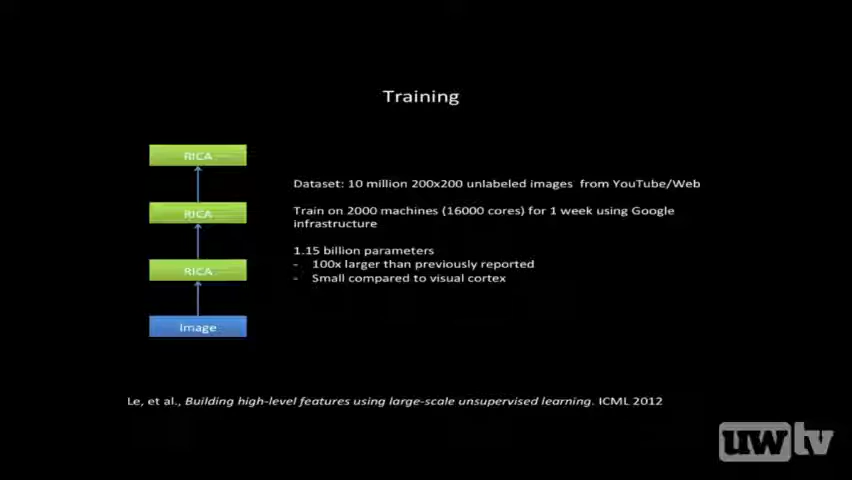 Training
RICA
RICA
RICA
Image
Dataset: 10 million 200x200 unlabeled images from YouTube/Web
Train on 2000 machines (16000 cores) for 1 week using Google
infrastructure
1.15 billion parameters
- 100x larger than previously reported
- Small compared to visual cortex
Le, et al., Building high-level features using large-scale unsupervised learning. ICML 2012
uwtv